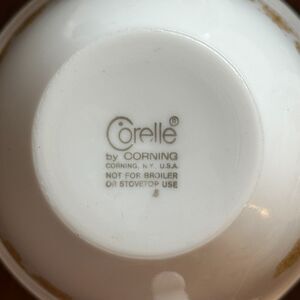 Corelle®
by CORNING
CORNING, N.Y. U.S.A
NOT FOR BROILER
OR STOVETOP USE